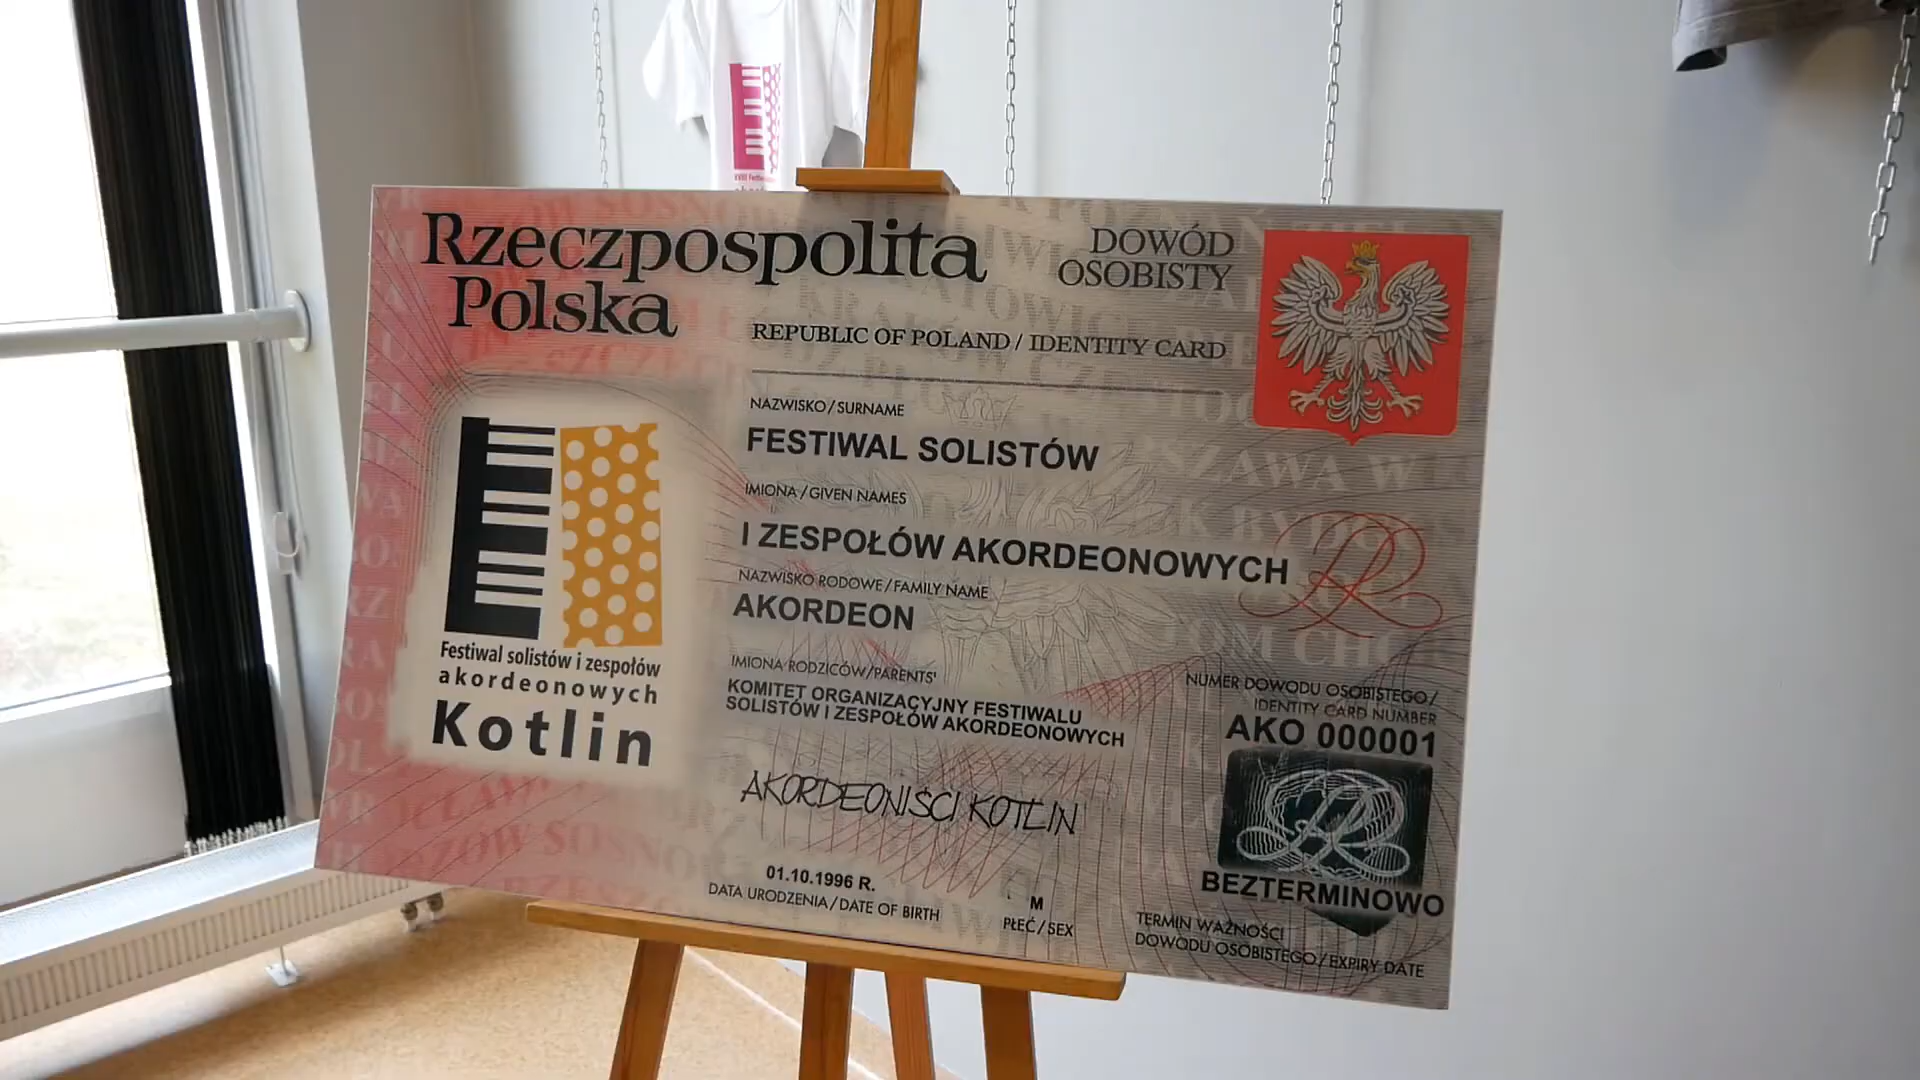 Rzeczpospolita
Polska
DOWÓD
OSOBISTY
REPUBLIC OF POLAND / IDENTITY CARD
NAZWISKO / SURNAME
FESTIWAL SOLISTÓW
IMIONA / GIVEN NAMES
I ZESPOŁÓW AKORDEONOWYCH
NAZWISKO RODOWE / FAMILY NAME
AKORDEON
IMIONA RODZICÓW/PARENTS'
KOMITET ORGANIZACYJNY FESTIWALU
SOLISTÓW I ZESPOŁÓW AKORDEONOWYCH
AKORDEONIŚCI KOTLIN
01.10.1996 R.
DATA URODZENIA / DATE OF BIRTH
M
PŁEĆ / SEX
Festiwal solistów i zespołów
akordeonowych
Kotlin
NUMER DOWODU OSOBISTEGO /
IDENTITY CARD NUMBER
AKO 000001
BEZTERMINOWO
TERMIN WAŻNOŚCI
DOWODU OSOBISTEGO / EXPIRY DATE